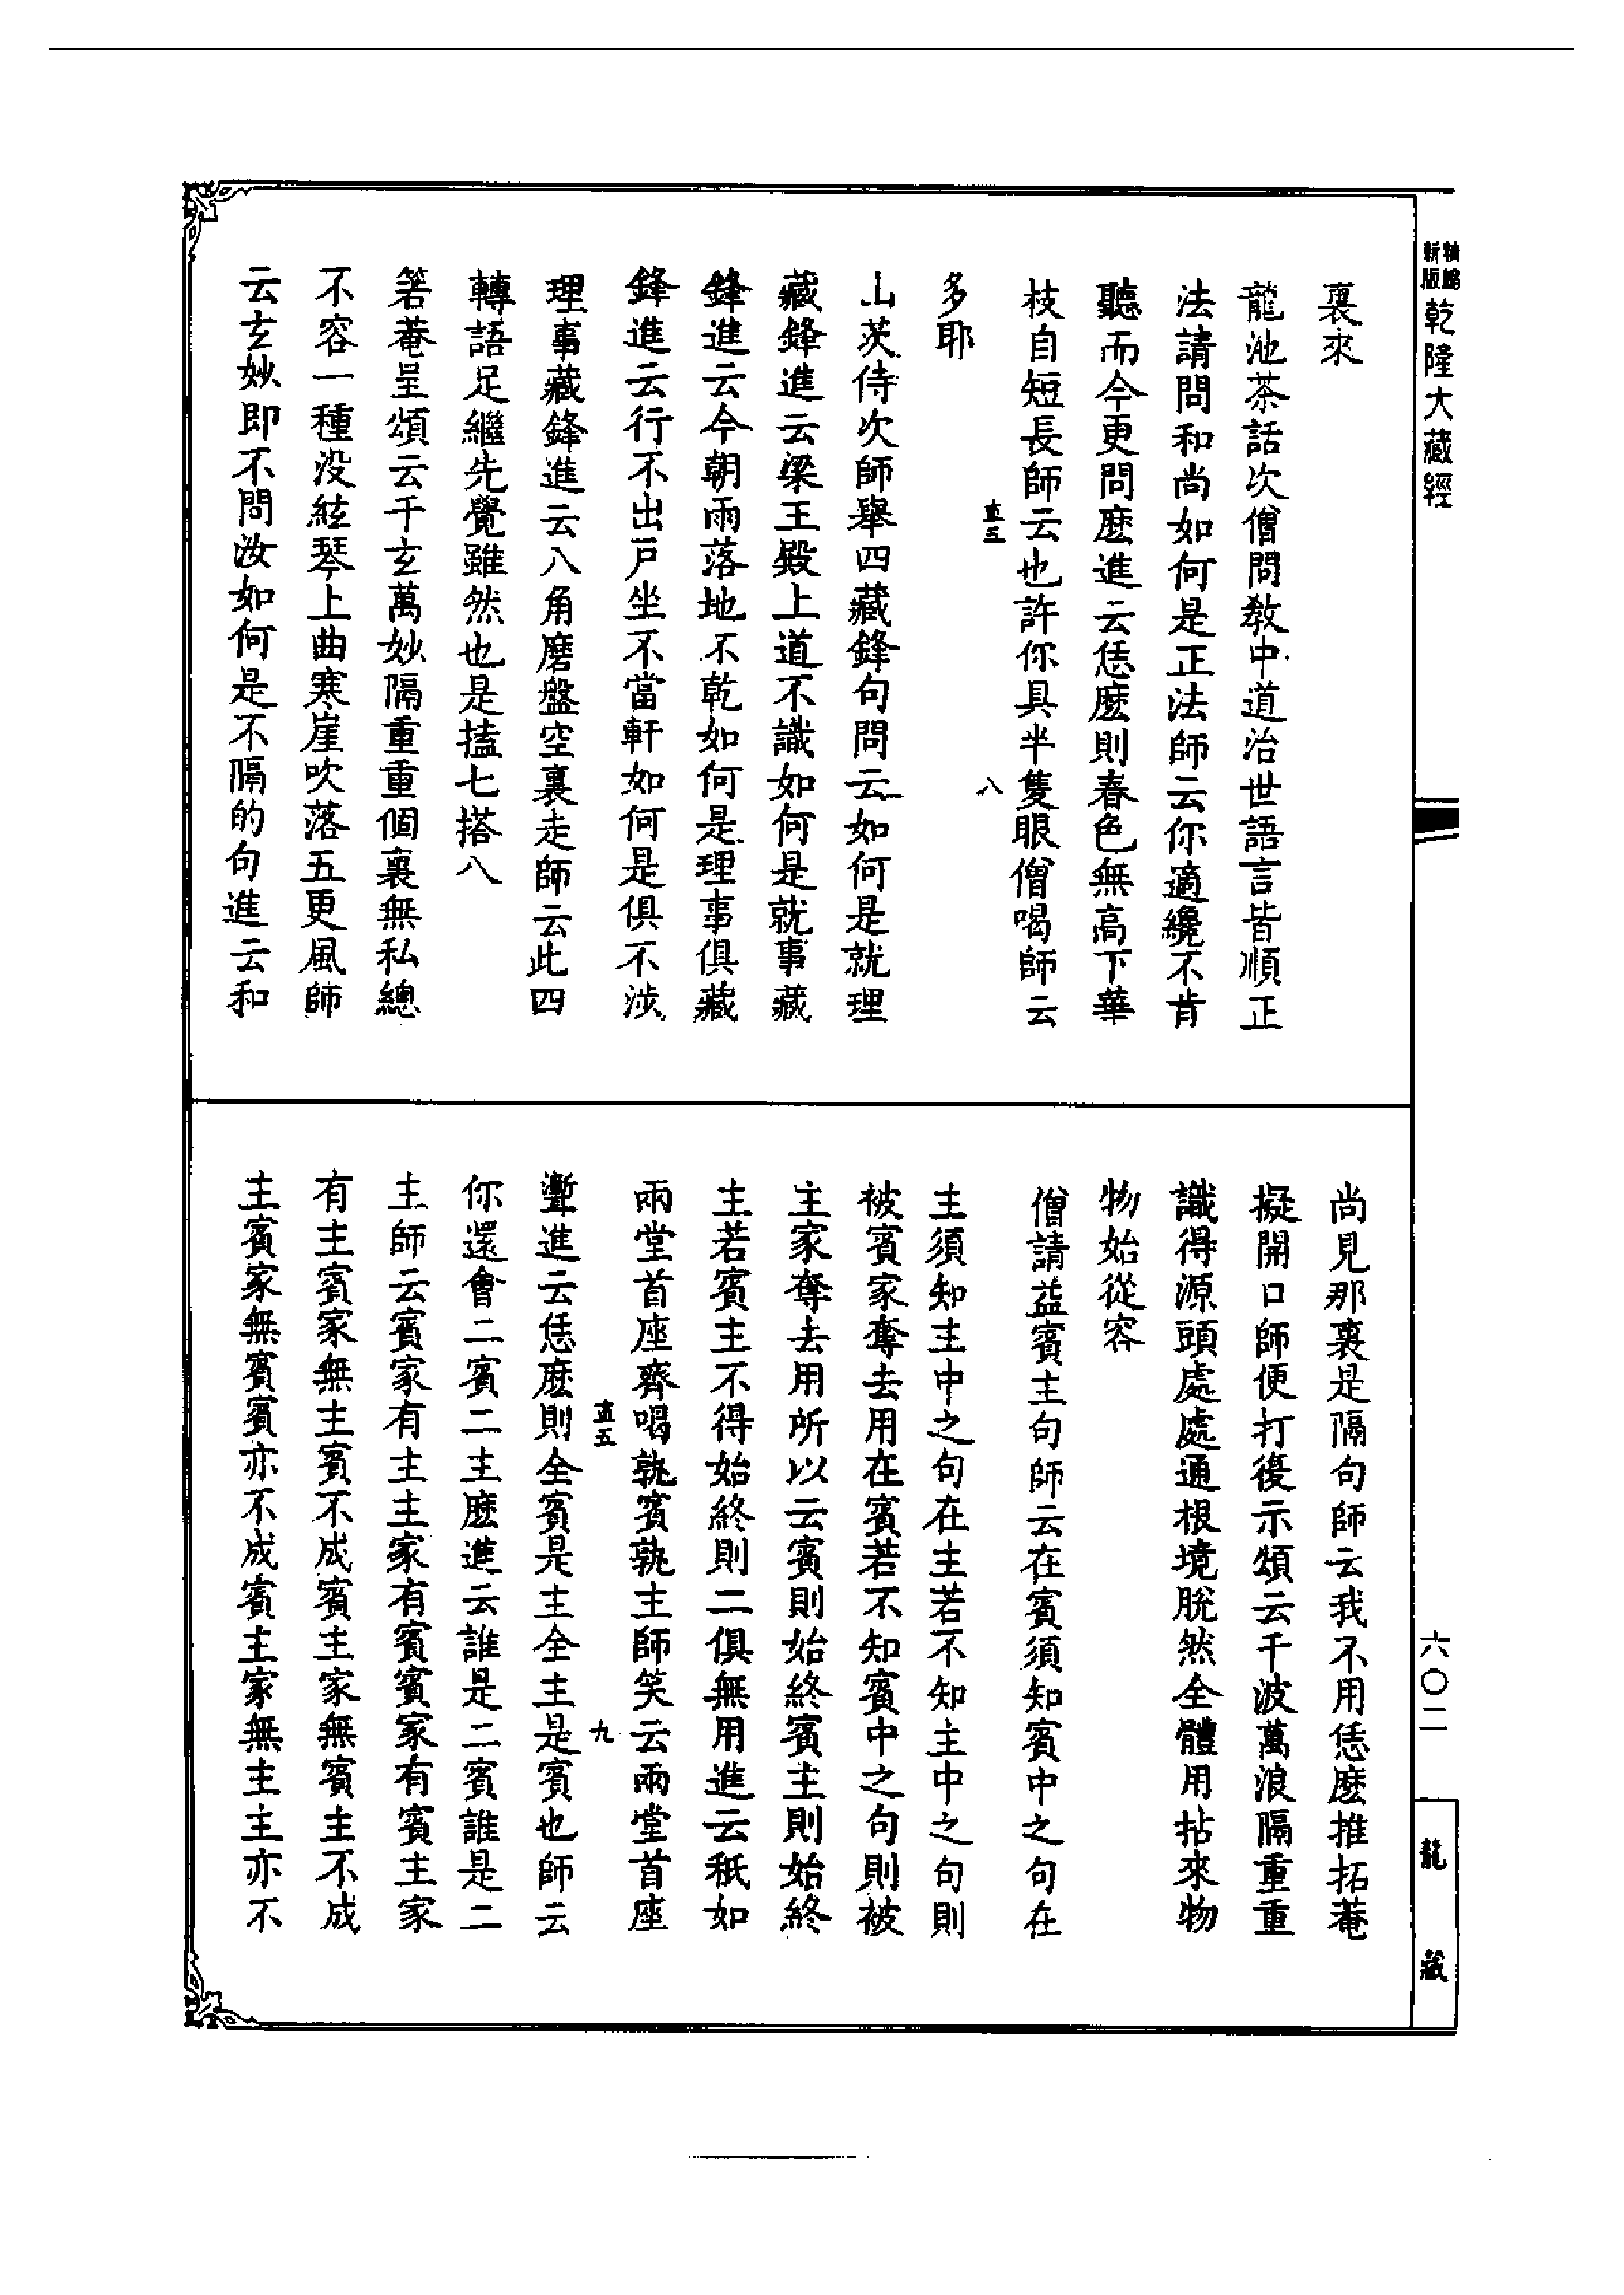 新編
新版
乾隆大藏經
裏來
龍池茶話次僧問教中道治世語言皆順正
法請問和尚如何是正法師云你適纔不肯
聽而今更問麼進云恁麼則春色無高下華
枝自短長師云也許你具半隻眼僧喝師云
直五
八
多耶
山茨侍次師舉四藏鋒句問云如何是就理
藏鋒進云梁王殿上道不識如何是就事藏
鋒進云今朝雨落地不乾如何是理事俱藏
鋒進云行不出戶坐不當軒如何是俱不涉
理事藏鋒進云八角磨盤空裏走師云此四
轉語足繼先覺雖然也是搕七搭八
箬菴呈頌云千玄萬妙隔重重個裏無私總
不容一種没絃琴上曲寒崖吹落五更風師
云玄妙即不問汝如何是不隔的句進云和
尚見那裏是隔句師云我不用恁麼推拓菴
擬開口師便打復示頌云千波萬浪隔重重
識得源頭處處通根境脫然全體用拈來物
物始從容
僧請益賓主句師云在賓須知賓中之句在
主須知主中之句在主若不知主中之句則
被賓家奪去用在賓若不知賓中之句則被
主家奪去用所以云賓則始終賓主則始終
主若賓主不得始終則二俱無用進云秖如
兩堂首座齊喝孰賓孰主師笑云兩堂首座
直五
九
聻進云恁麼則全賓是主全主是賓也師云
你還會二賓二主麼進云誰是二賓誰是二
主師云賓家有主主家有賓賓家有賓主家
有主賓家無主賓不成賓主家無賓主不成
主賓家無賓賓亦不成賓主家無主主亦不
六〇二
龍藏